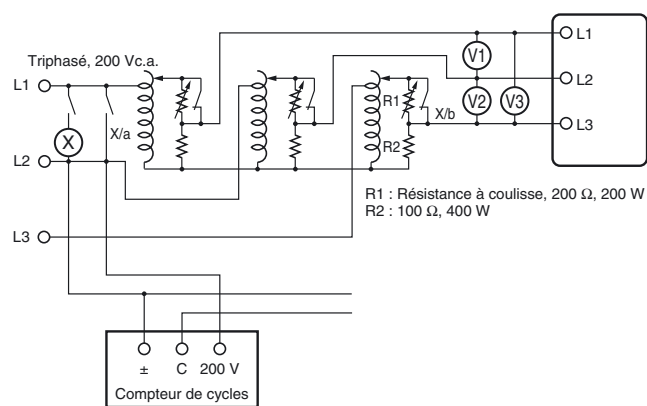 Triphasé, 200 Vc.a.
L1
L2
L3
X
X/a
R1
R2
X/b
V1
V2
V3
L1
L2
L3
R1 : Résistance à coulisse, 200 Ω, 200 W
R2 : 100 Ω, 400 W
± C 200 V
Compteur de cycles